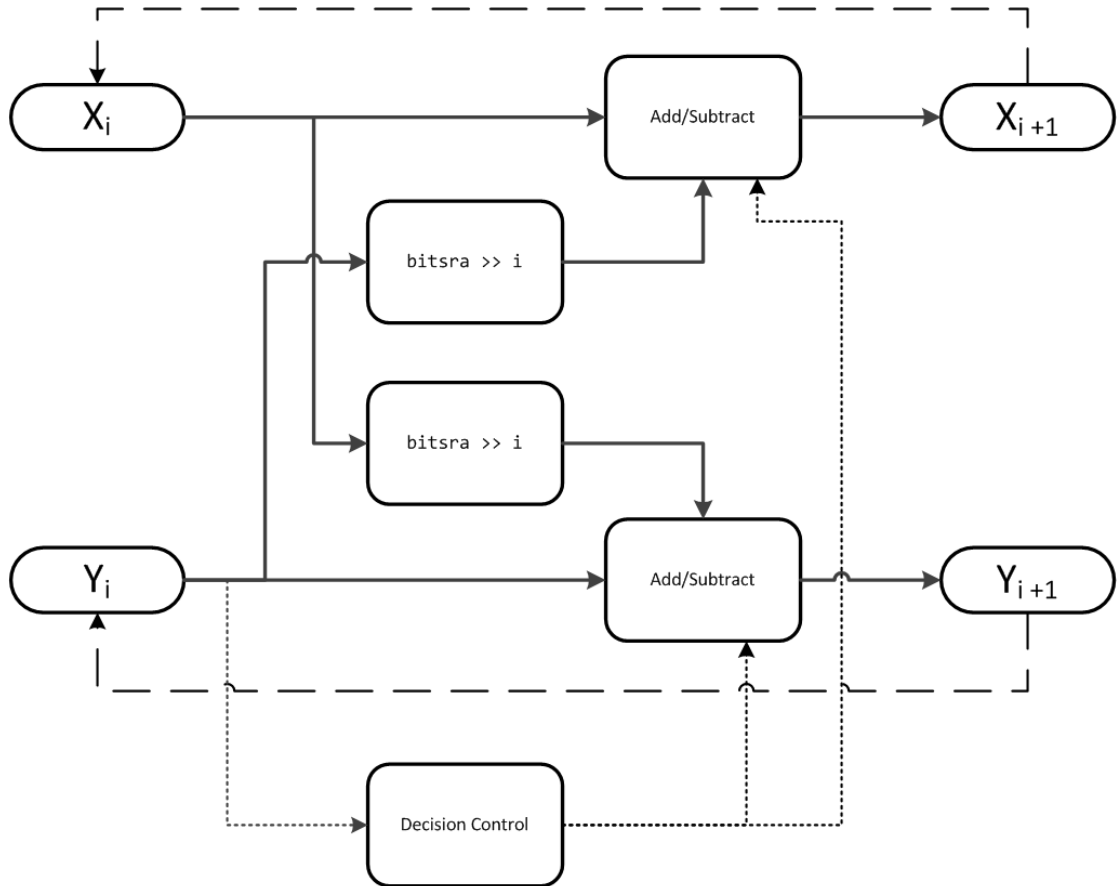 Xᵢ
Add/Subtract
Xᵢ₊₁
bitsra >> i
bitsra >> i
Yᵢ
Add/Subtract
Yᵢ₊₁
Decision Control